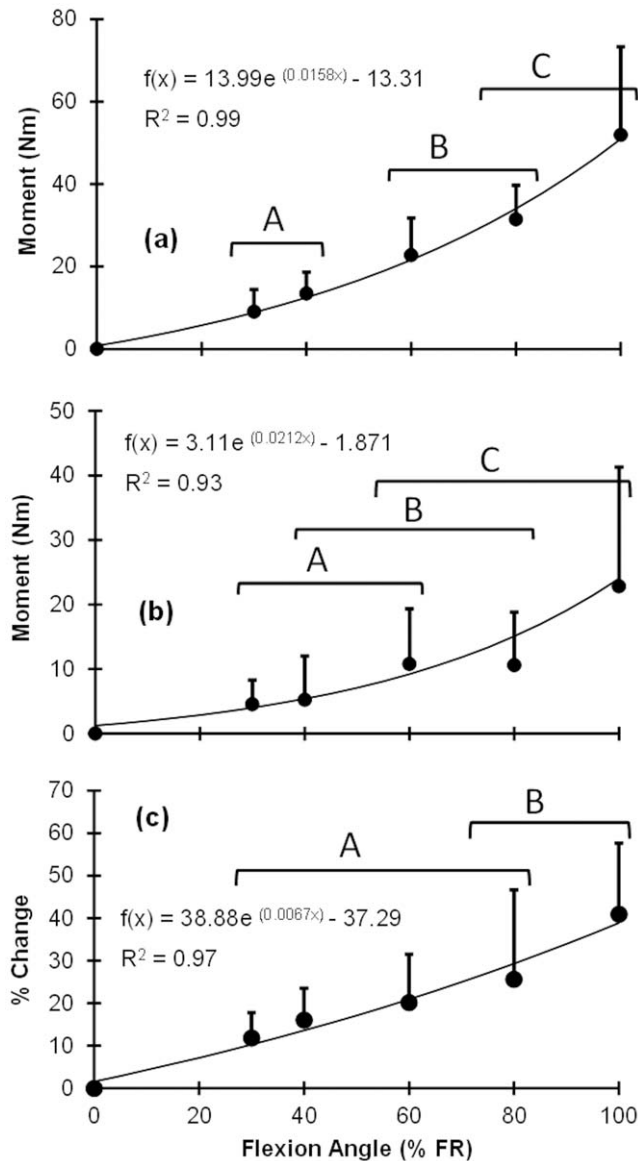 80
f(x) = 13.99e (0.0158x) - 13.31
C
R2 = 0.99
60
B
Moment (Nm)
40
A
(a)
20
0
50
f(x) = 3.11e (0.0212x) - 1.871
C
40
R2 = 0.93
B
30
Moment (Nm)
A
20
(b)
10
0
70
(c)
B
60
A
50
% Change
40
f(x) = 38.88e (0.0067x) - 37.29
30
R2 = 0.97
20
10
0
0 20 40 60 80 100
Flexion Angle (% FR)